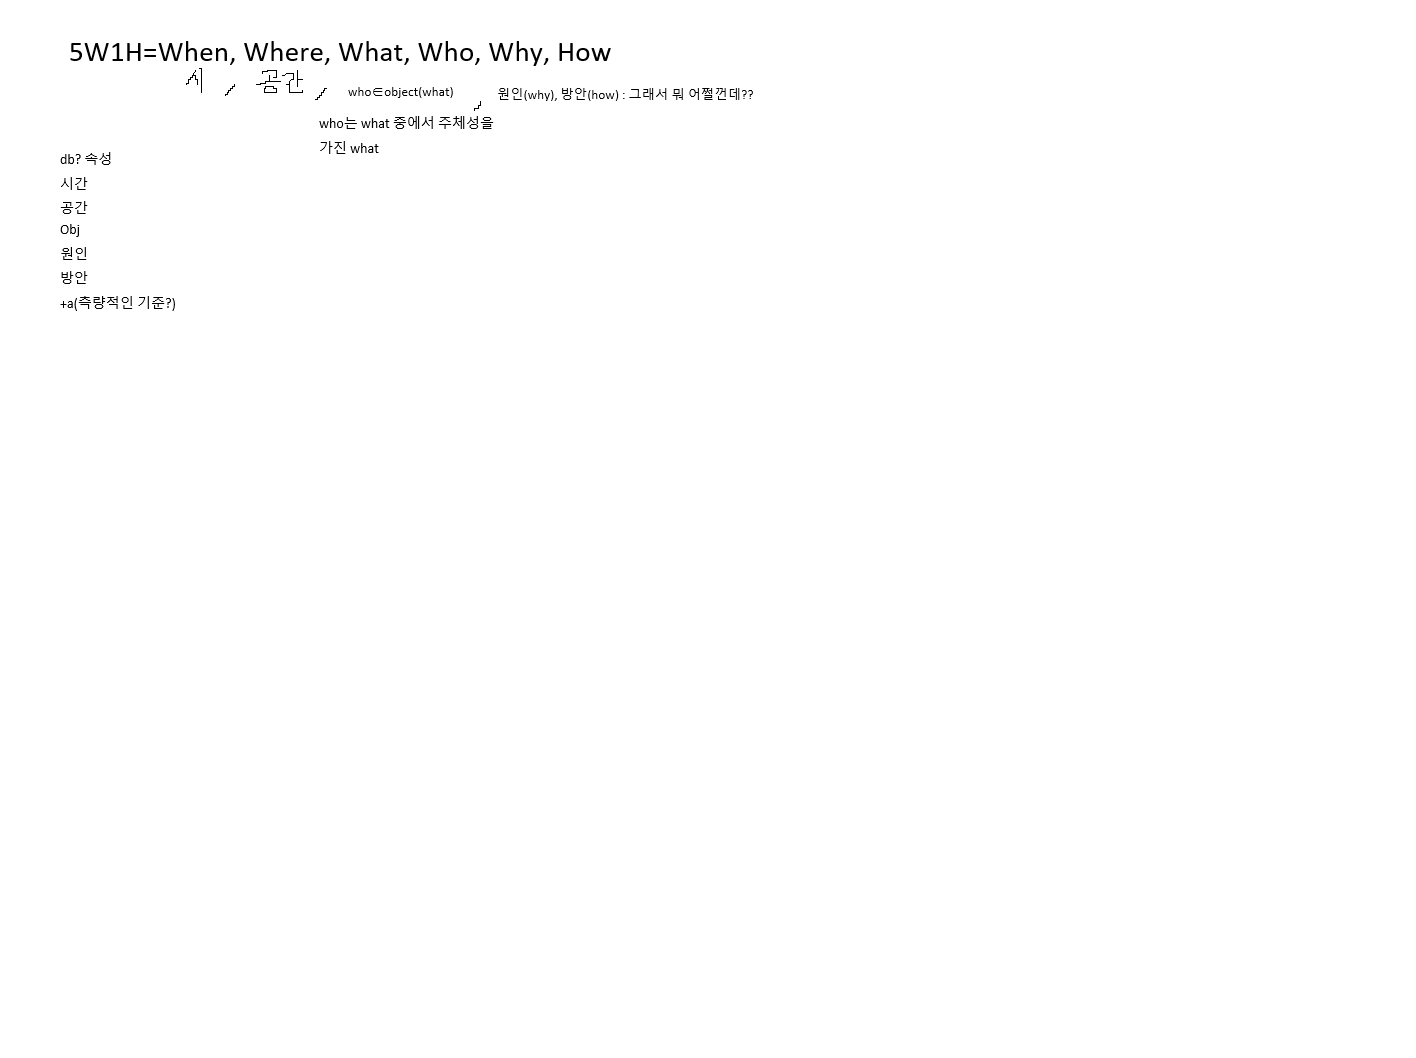 5W1H=When, Where, What, Who, Why, How
시 , 공간 , who∈object(what) , 원인(why), 방안(how) : 그래서 뭐 어쩔껀데??
who는 what 중에서 주체성을
가진 what
db? 속성
시간
공간
Obj
원인
방안
+a(측량적인 기준?)